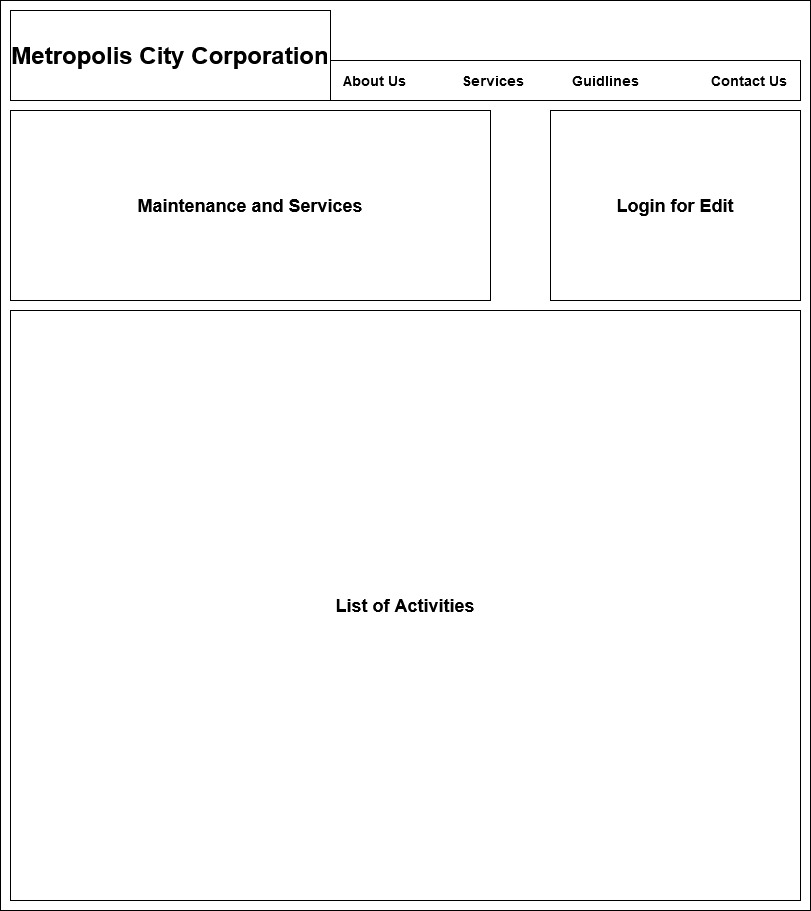 Metropolis City Corporation
About Us Services Guidlines Contact Us
Maintenance and Services
Login for Edit
List of Activities